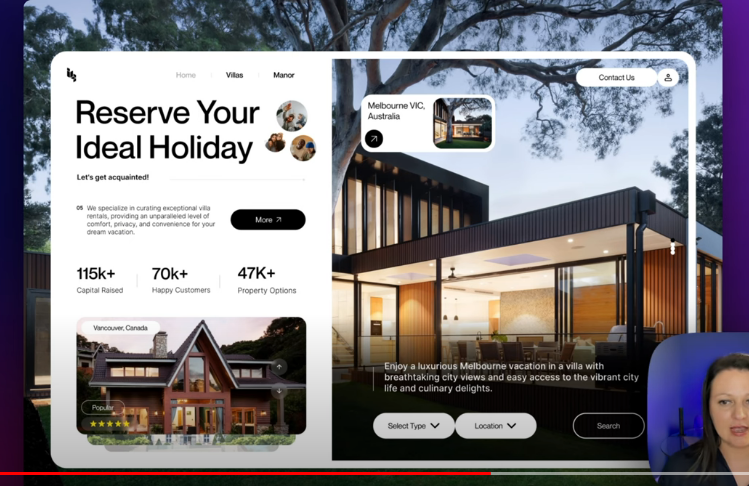 Home
Villas
Manor
Contact Us
Reserve Your
Ideal Holiday
Let's get acquainted!
05
We specialize in curating exceptional villa
rentals, providing an unparalleled level of
comfort, privacy, and convenience for your
dream vacation.
More
115k+
Capital Raised
70k+
Happy Customers
47K+
Property Options
Vancouver, Canada
Popular
Melbourne VIC,
Australia
Enjoy a luxurious Melbourne vacation in a villa with
breathtaking city views and easy access to the vibrant city
life and culinary delights.
Select Type
Location
Search